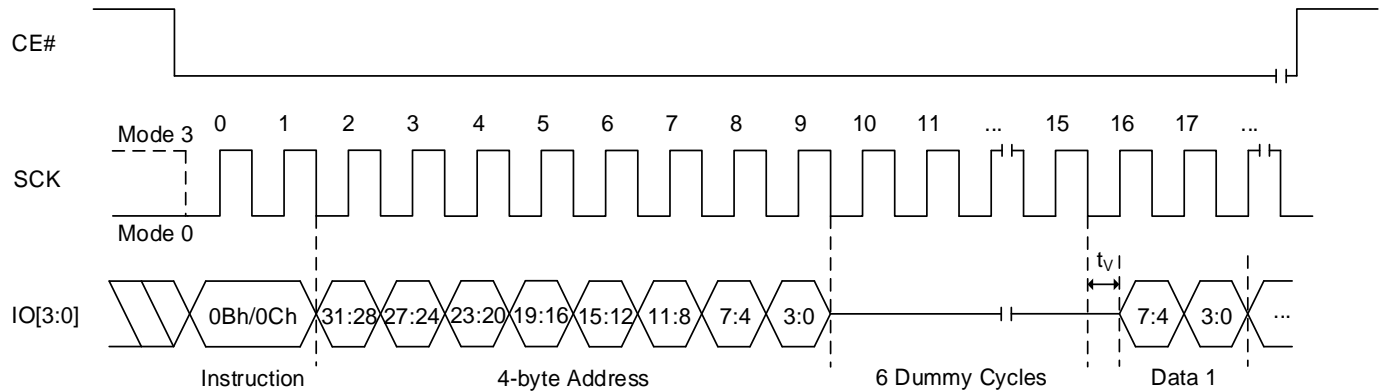 CE#
0 1 2 3 4 5 6 7 8 9 10 11 ... 15 16 17 ...
Mode 3
SCK
Mode 0
tV
IO[3:0] 0Bh/0Ch 31:28 27:24 23:20 19:16 15:12 11:8 7:4 3:0 7:4 3:0 ...
Instruction 4-byte Address 6 Dummy Cycles Data 1